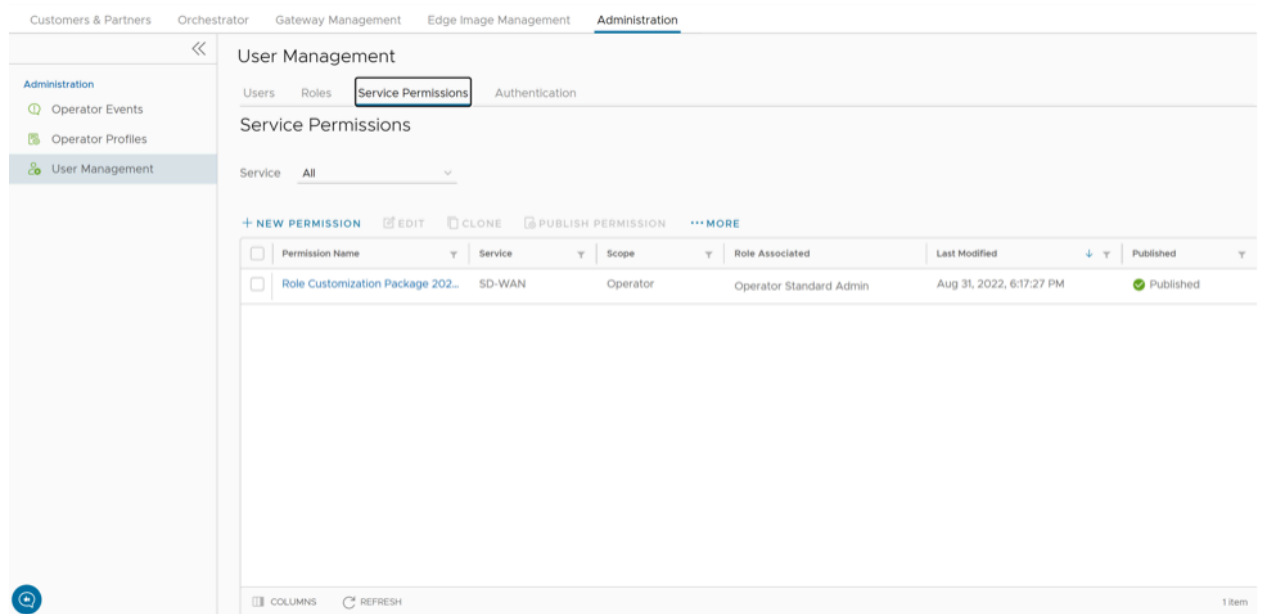 Customers & Partners Orchestrator Gateway Management Edge Image Management Administration
User Management
Administration
Users Roles Service Permissions Authentication
Operator Events
Service Permissions
Operator Profiles
User Management
Service All
+ NEW PERMISSION EDIT CLONE PUBLISH PERMISSION ··· MORE
Permission Name Service Scope Role Associated Last Modified Published
Role Customization Package 202... SD-WAN Operator Operator Standard Admin Aug 31, 2022, 6:17:27 PM Published
COLUMNS REFRESH 1 item